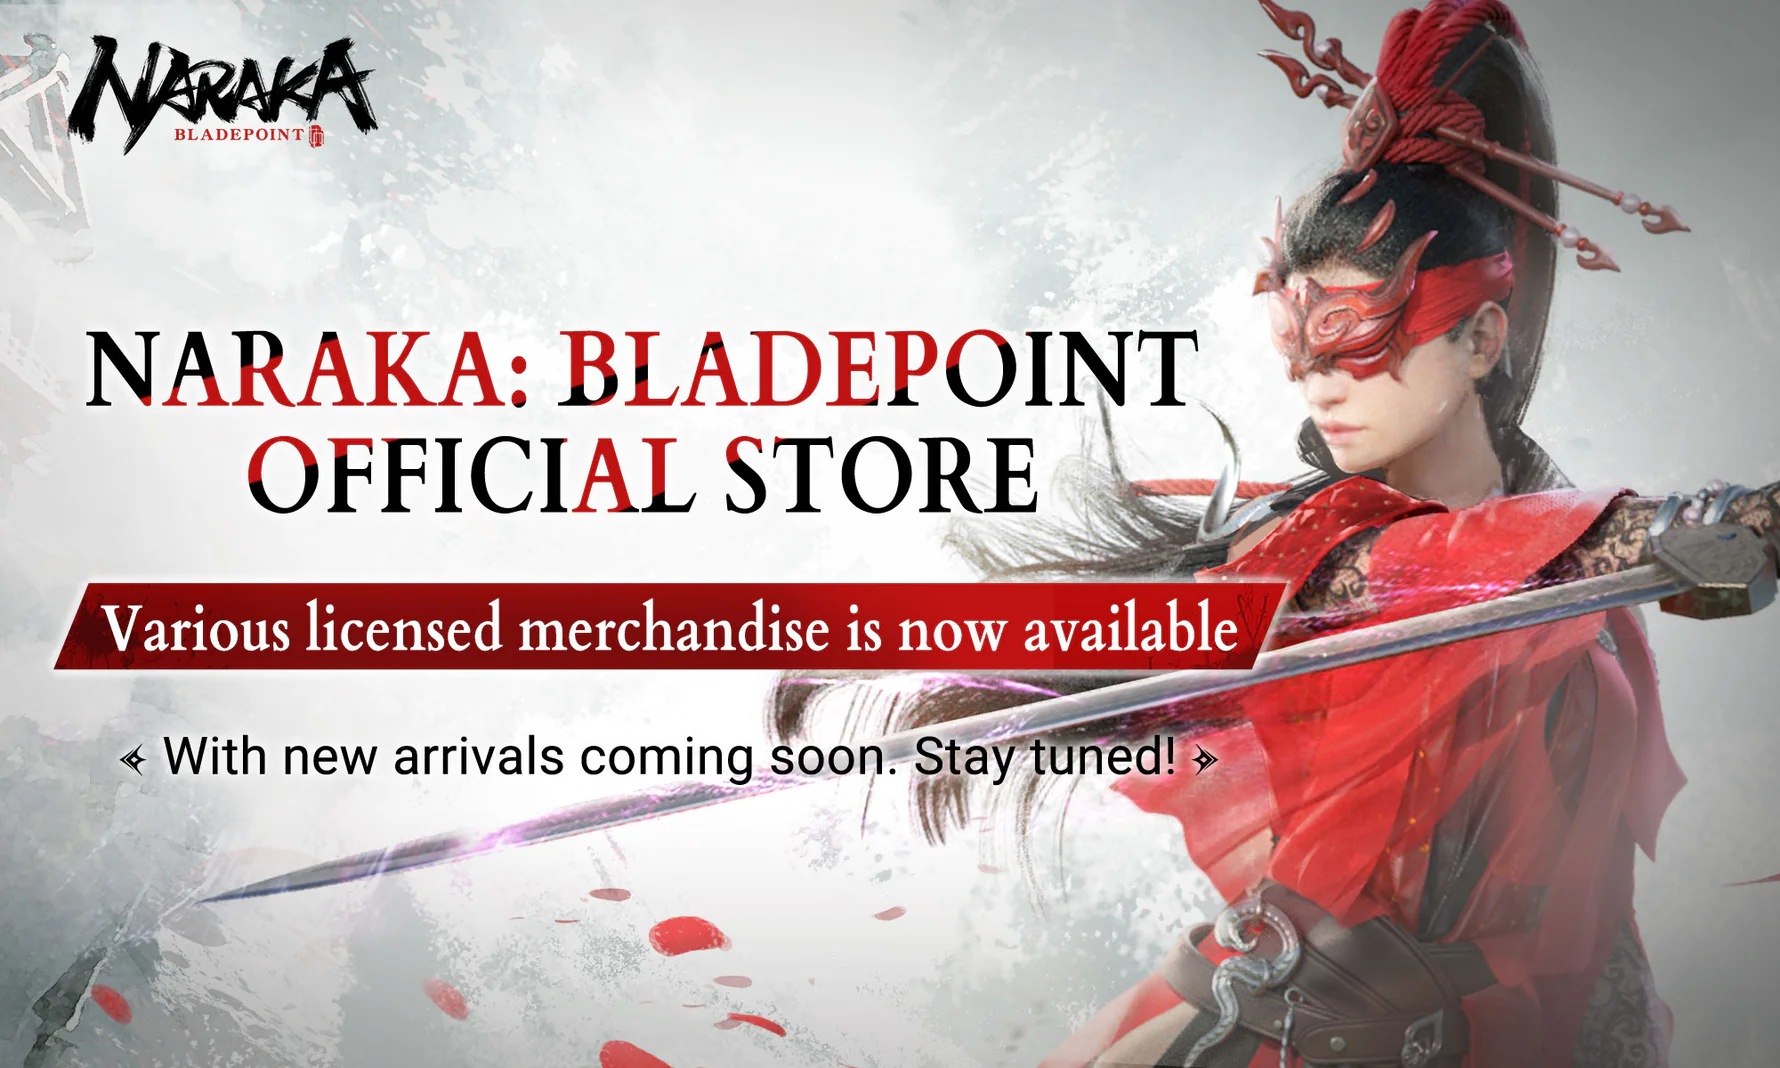 NARAKA
BLADEPOINT
NARAKA: BLADEPOINT
OFFICIAL STORE
Various licensed merchandise is now available
With new arrivals coming soon. Stay tuned!